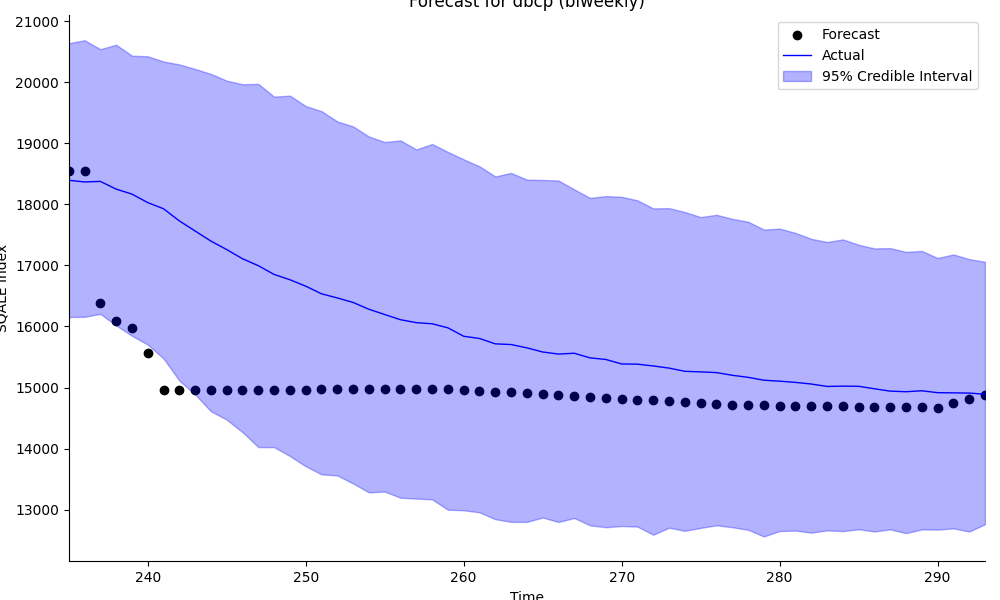 Forecast for dbcp (biweekly)
21000
20000
19000
18000
17000
16000
15000
14000
13000
SQALE Index
240
250
260
270
280
290
Time
Forecast
Actual
95% Credible Interval